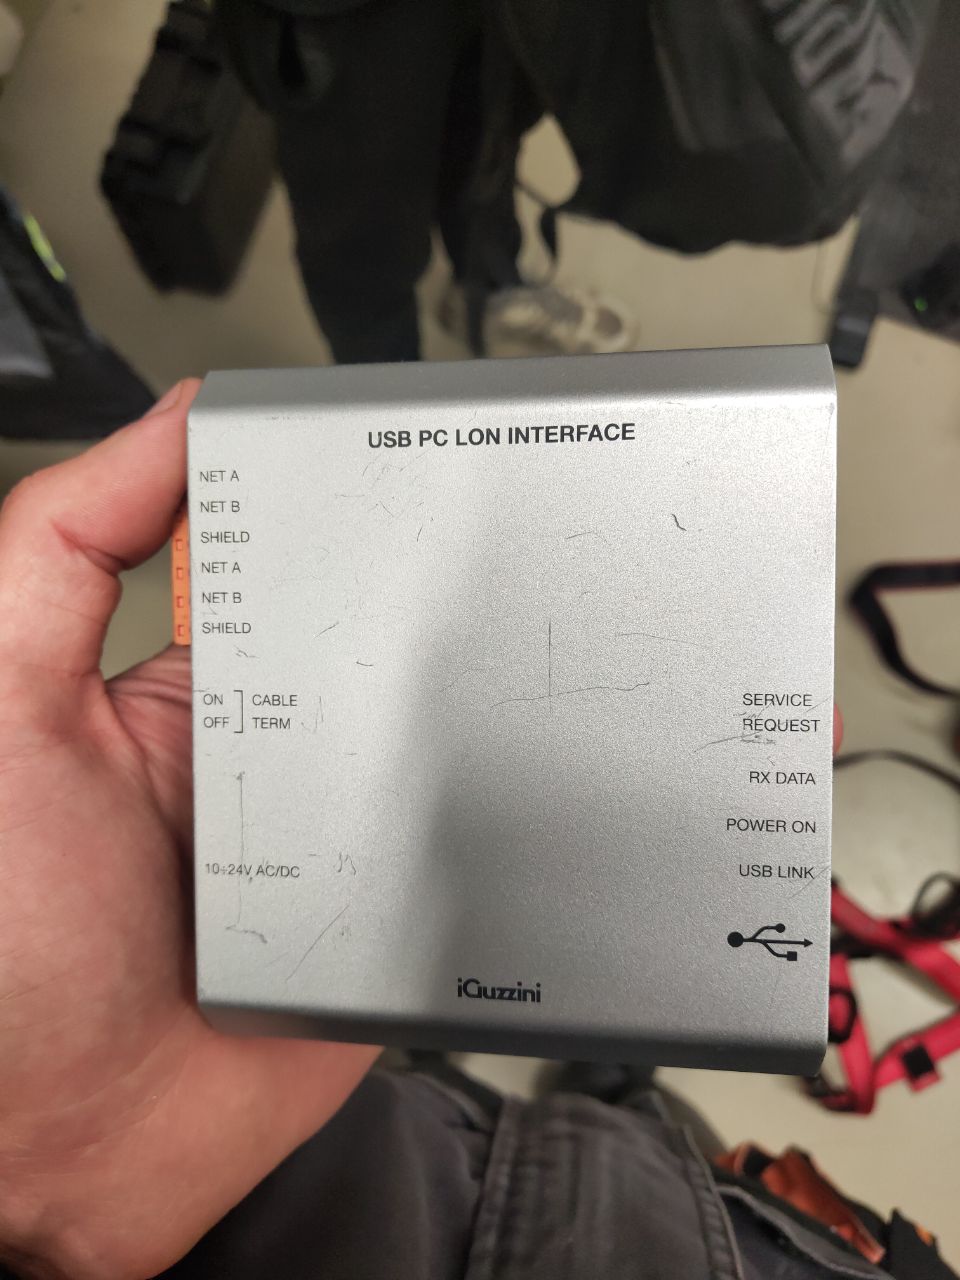 USB PC LON INTERFACE
NET A
NET B
SHIELD
NET A
NET B
SHIELD
ON CABLE
OFF TERM
SERVICE
REQUEST
RX DATA
POWER ON
10÷24V AC/DC
USB LINK
iGuzzini